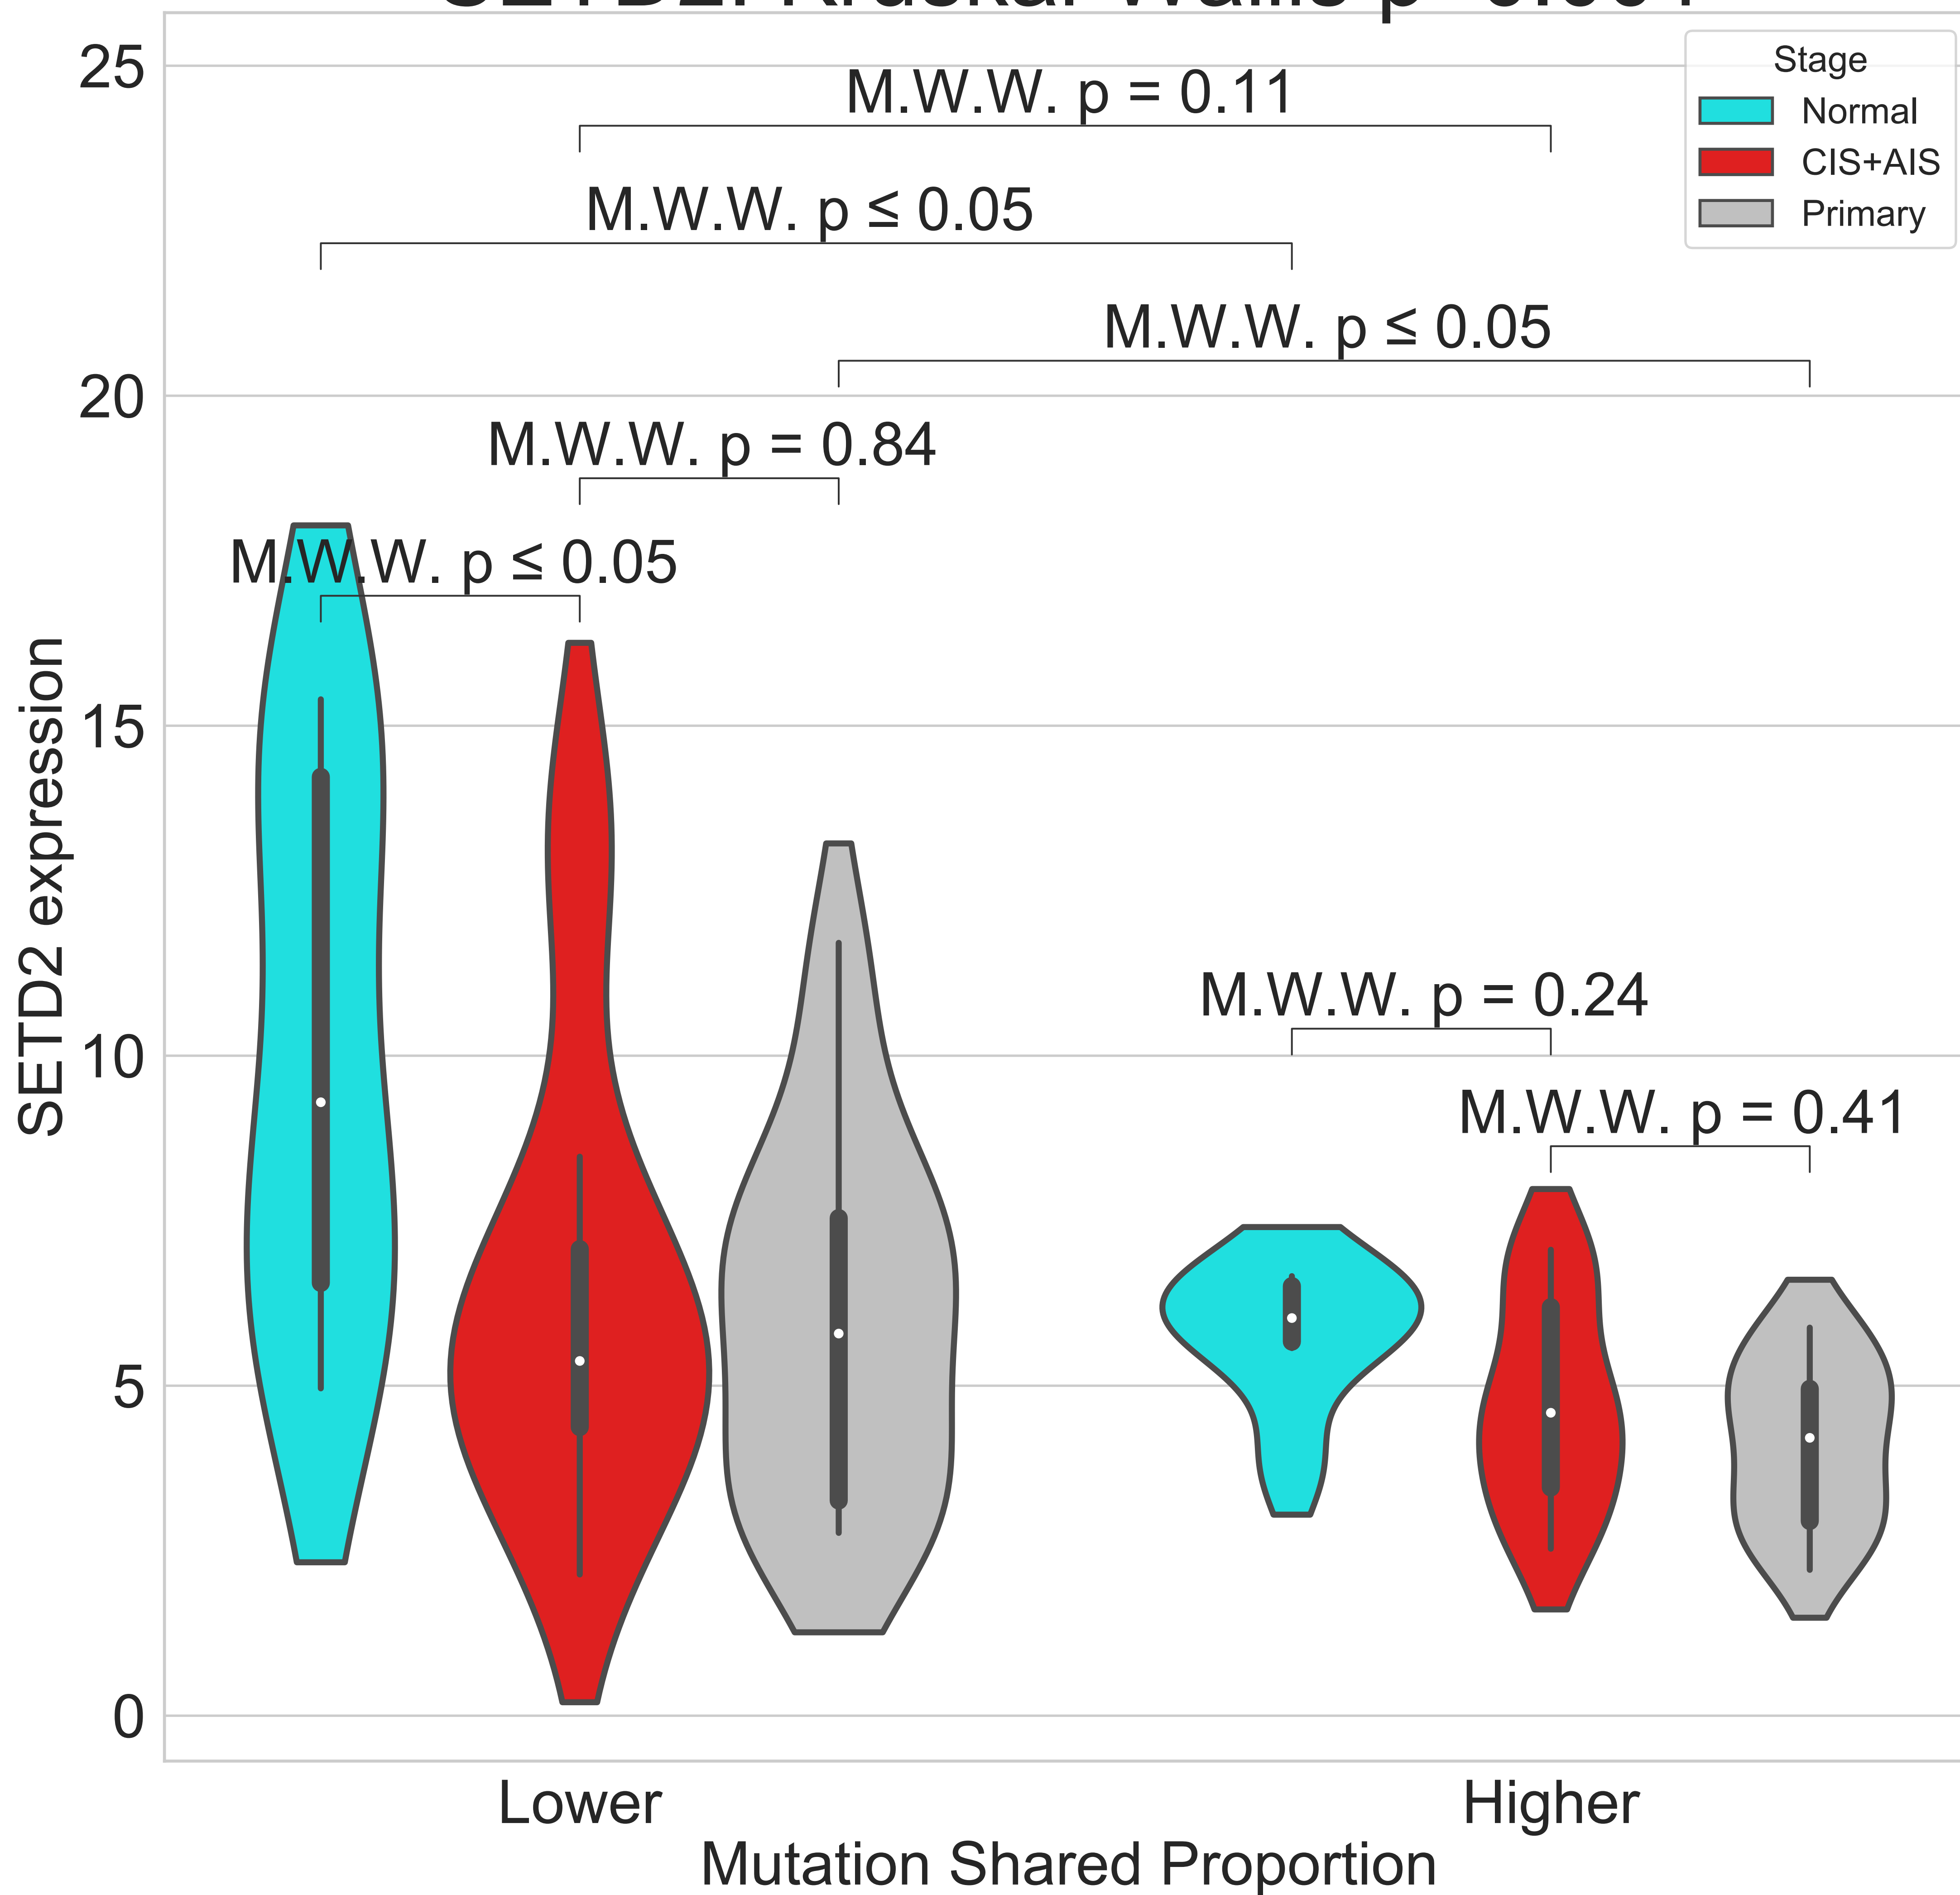 25
M.W.W. p = 0.11
Stage
Normal
CIS+AIS
Primary
M.W.W. p ≤ 0.05
M.W.W. p ≤ 0.05
20
M.W.W. p = 0.84
M.W.W. p ≤ 0.05
SETD2 expression
15
10
M.W.W. p = 0.24
M.W.W. p = 0.41
5
0
Lower
Higher
Mutation Shared Proportion